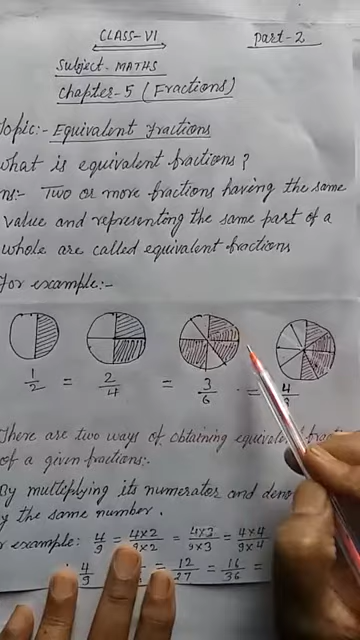 CLASS-VI
Part-2
Subject- MATHS
Chapter-5 (Fractions)
Topic:- Equivalent Fractions
What is equivalent fractions?
ns:- Two or more fractions having the same
value and representing the same part of a
whole are called equivalent fractions
For example:-
1/2 = 2/4 = 3/6 = 4/
There are two ways of obtaining
of a given fractions:-
By multiplying its numerator and
the same number.
example: 4/9 = 4×2/9×2 = 4×3/9×3 = 4×4/9×4
4/9 = 12/27 = 16/36 =